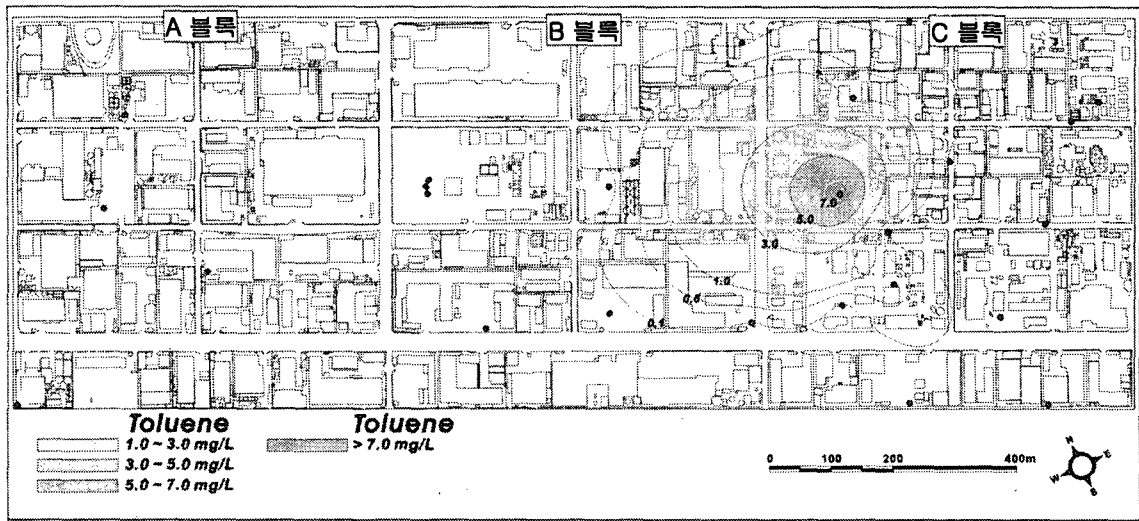 A 블록
B 블록
C 블록
7.0
5.0
3.0
1.0
0.1
Toluene
1.0 ~ 3.0 mg/L
3.0 ~ 5.0 mg/L
5.0 ~ 7.0 mg/L
Toluene
> 7.0 mg/L
0 100 200 400m
N
E
W